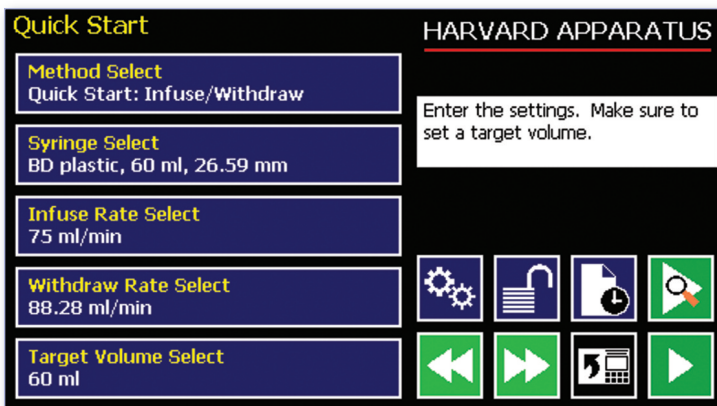 Quick Start
Method Select
Quick Start: Infuse/Withdraw
Syringe Select
BD plastic, 60 ml, 26.59 mm
Infuse Rate Select
75 ml/min
Withdraw Rate Select
88.28 ml/min
Target Volume Select
60 ml
HARVARD APPARATUS
Enter the settings. Make sure to
set a target volume.